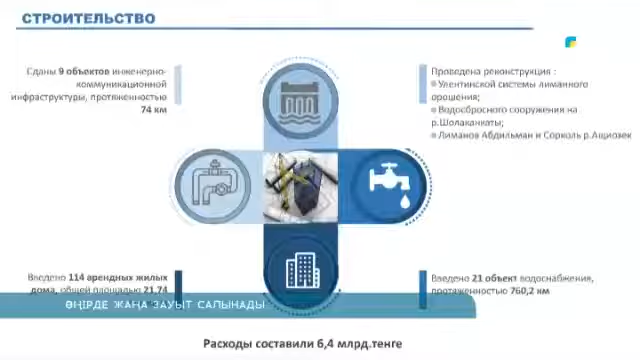 СТРОИТЕЛЬСТВО
Сданы 9 объектов инженерно-
коммуникационной
инфраструктуры, протяженностью
74 км
Проведена реконструкция :
Улентинской системы лиманного
орошения;
Водосбросного сооружения на
р.Шолаканкаты;
Лиманов Абдильман и Сорколь р.Ащиозек
Введено 114 арендных жилых
дома, общей площадью 21,74
Введено 21 объект водоснабжения,
протяженностью 760,2 км
ӨҢІРДЕ ЖАҢА ЗАУЫТ САЛЫНАДЫ
Расходы составили 6,4 млрд.тенге